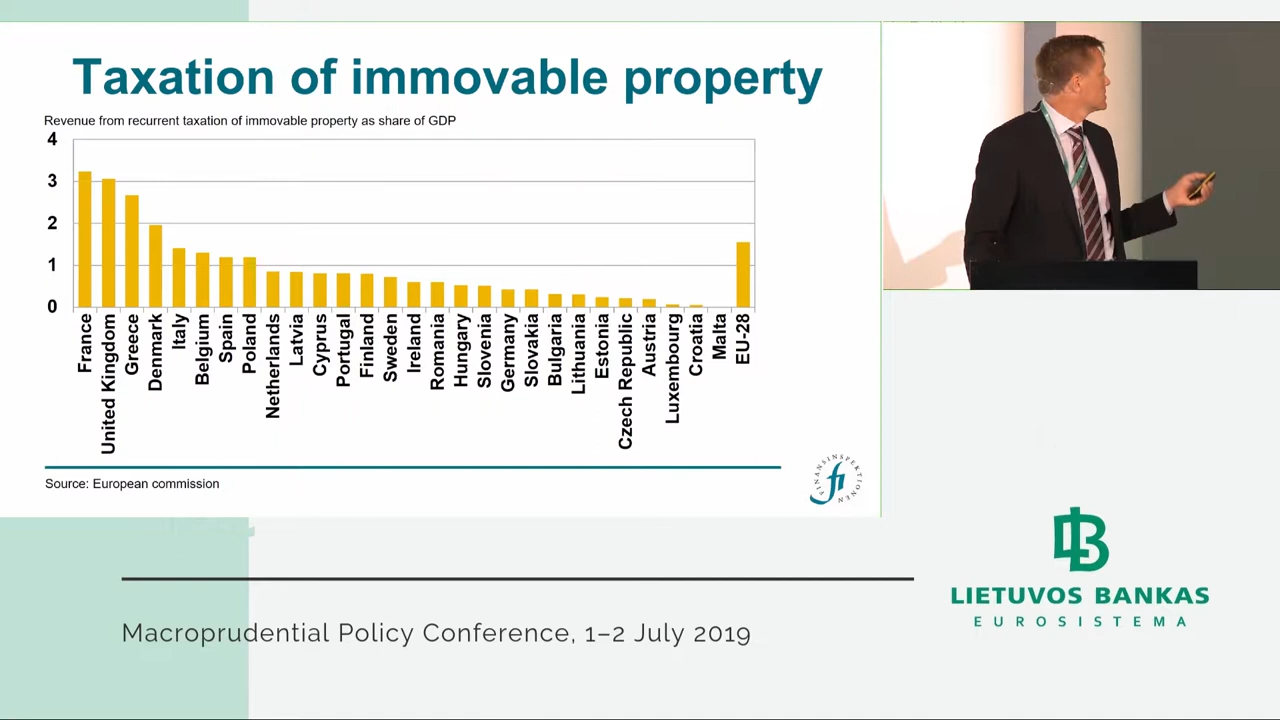 Taxation of immovable property
Revenue from recurrent taxation of immovable property as share of GDP
4
3
2
1
0
France
United Kingdom
Greece
Denmark
Italy
Belgium
Spain
Poland
Netherlands
Latvia
Cyprus
Portugal
Finland
Sweden
Ireland
Romania
Hungary
Slovenia
Germany
Slovakia
Bulgaria
Lithuania
Estonia
Czech Republic
Austria
Luxembourg
Croatia
Malta
EU-28
Source: European commission
FINANSINSPEKTIONEN
fi
LIETUVOS BANKAS
EUROSISTEMA
Macroprudential Policy Conference, 1–2 July 2019